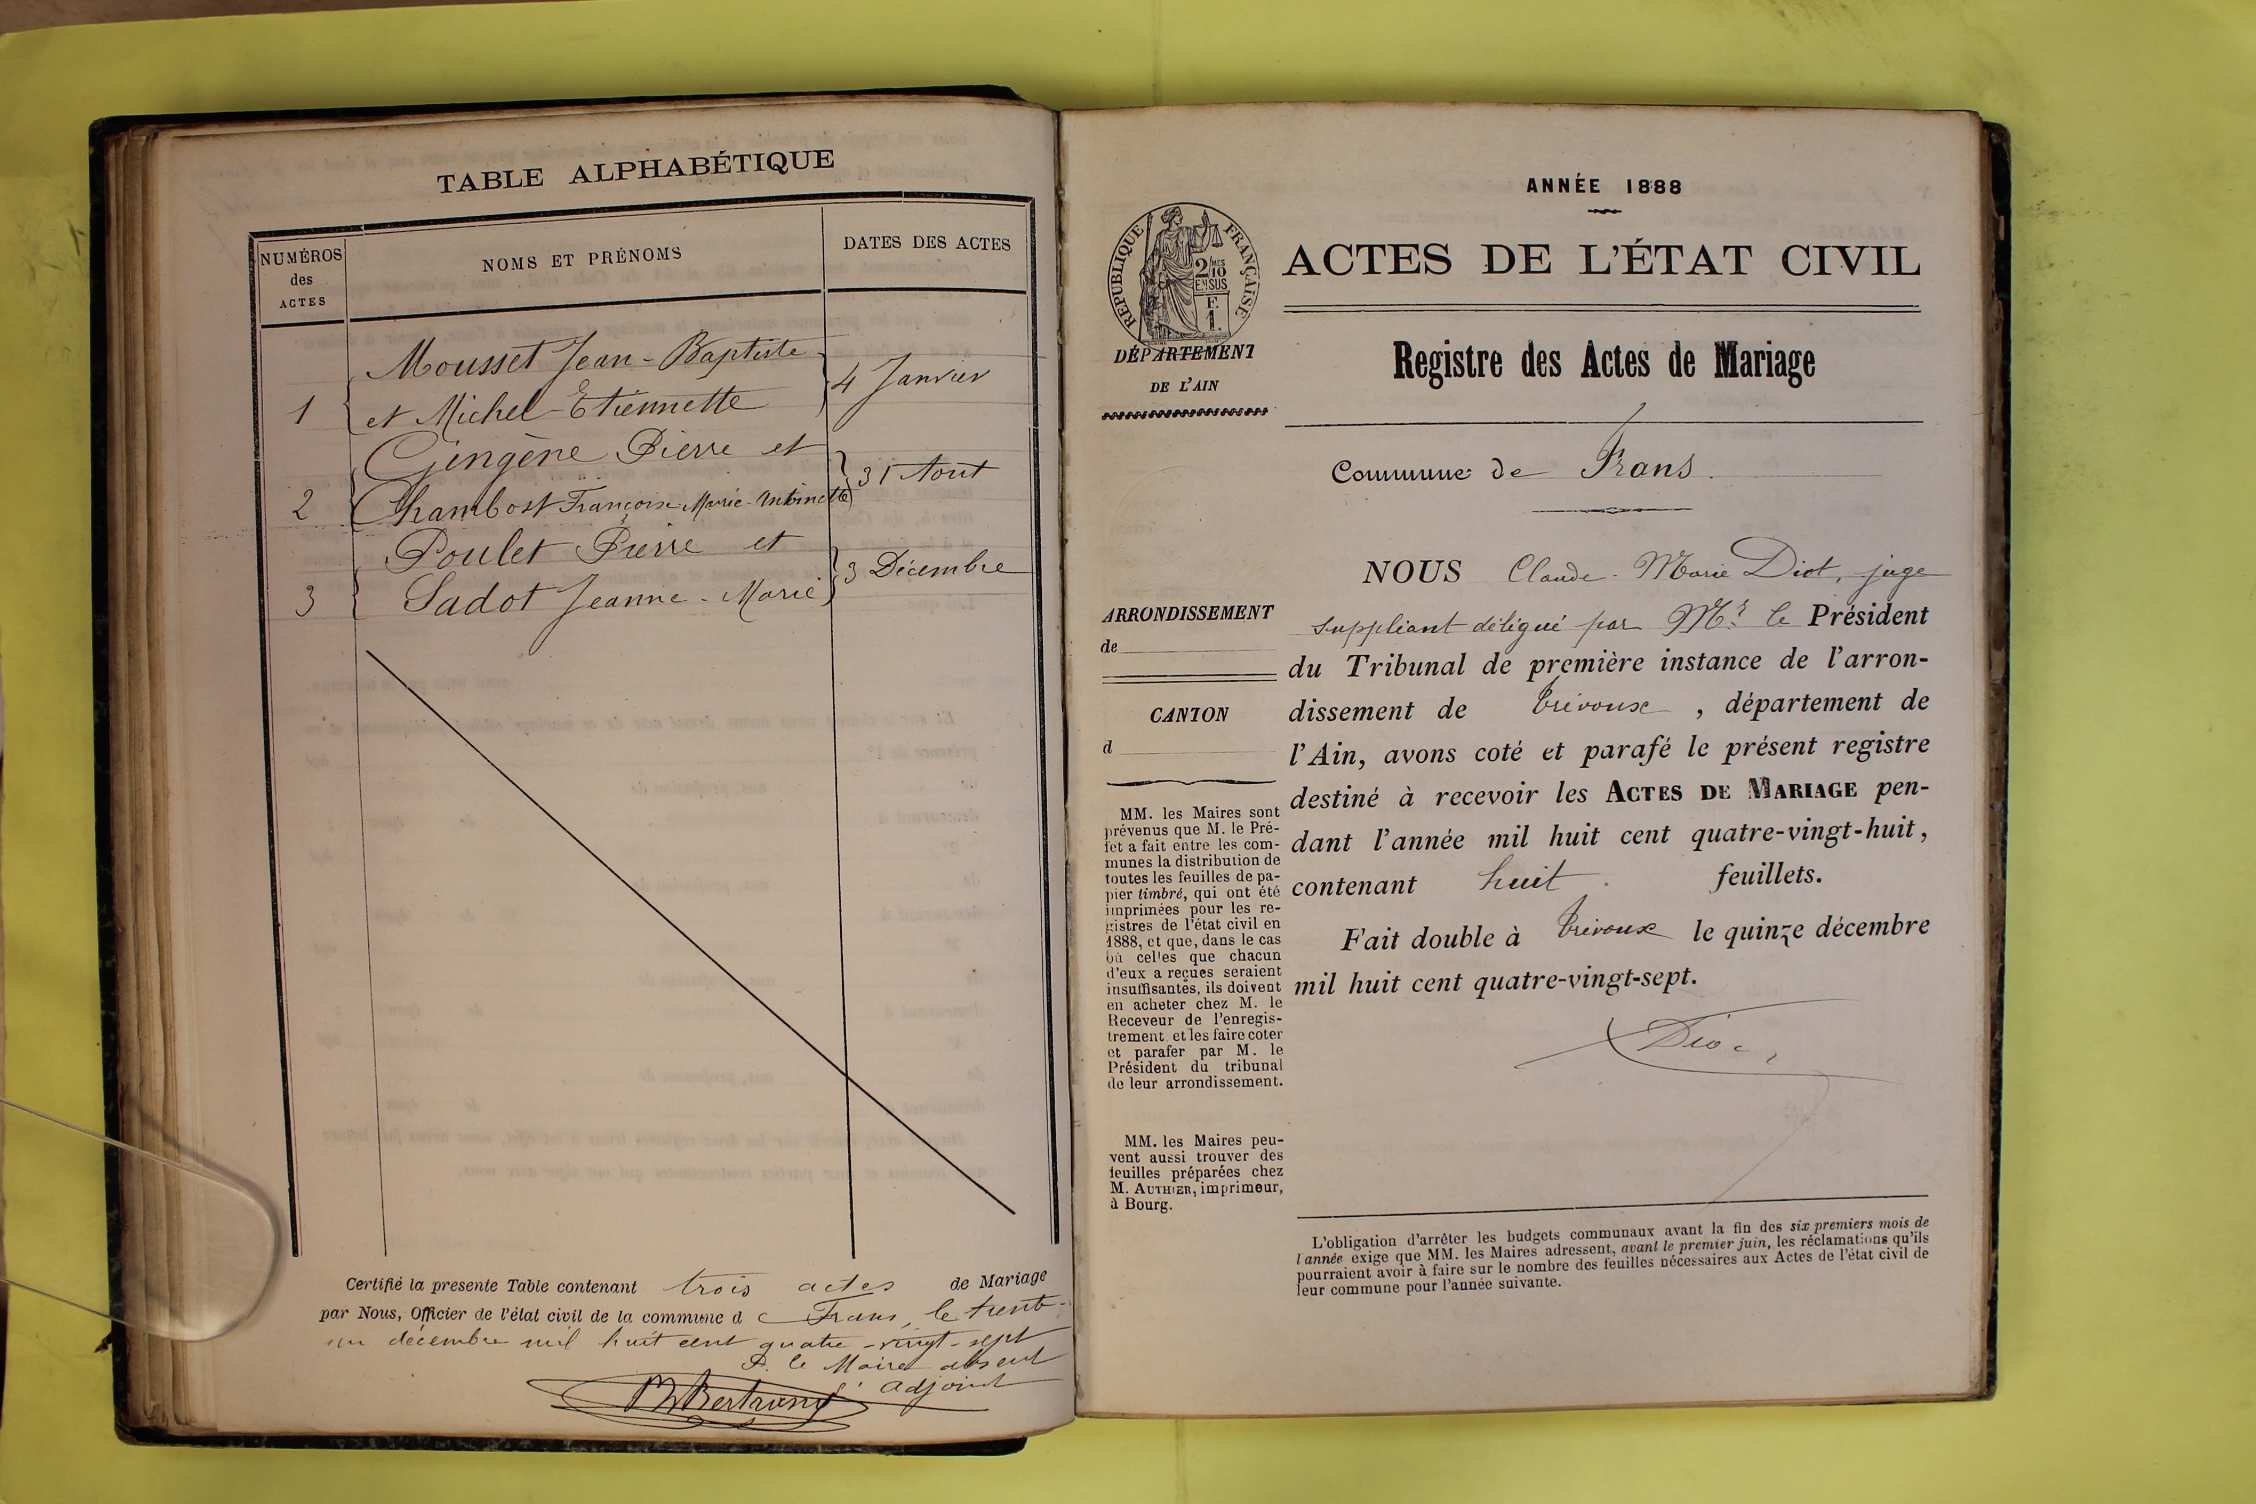 TABLE ALPHABÉTIQUE
NUMÉROS
des
ACTES
NOMS ET PRÉNOMS
DATES DES ACTES
Mousset Jean-Baptiste
1 et Michel Etiennette 4 Janvier
Gingène Pierre et
2 Chambost Françoise Marie-Antoinette 31 Aout
Poulet Pierre et
3 Sadot Jeanne-Marie 3 Décembre
Certifié la presente Table contenant trois actes de Mariage
par Nous, Officier de l'état civil de la commune de Frans, le trent-
un décembre mil huit cent quatre-vingt-sept
P. le Maire absent
l'adjoint
ANNÉE 1888
RÉPUBLIQUE FRANÇAISE
2/10MES
EN SUS
F.
1.
DÉPARTEMENT
DE L'AIN
ARRONDISSEMENT
de
CANTON
d
MM. les Maires sont
prévenus que M. le Pré-
fet a fait entre les com-
munes la distribution de
toutes les feuilles de pa-
pier timbré, qui ont été
imprimées pour les re-
gistres de l'état civil en
1888, et que, dans le cas
où celles que chacun
d'eux a reçues seraient
insuffisantes, ils doivent
en acheter chez M. le
Receveur de l'enregis-
trement et les faire coter
et parafer par M. le
Président du tribunal
de leur arrondissement.
MM. les Maires peu-
vent aussi trouver des
feuilles préparées chez
M. AUTHIER, imprimeur,
à Bourg.
ACTES DE L'ÉTAT CIVIL
Registre des Actes de Mariage
Commune de Frans
NOUS Claude-Marie Diot, juge
suppliant délégué par Mr. le Président
du Tribunal de première instance de l'arron-
dissement de Trévoux, département de
l'Ain, avons coté et parafé le présent registre
destiné à recevoir les ACTES DE MARIAGE pen-
dant l'année mil huit cent quatre-vingt-huit,
contenant huit feuillets.
Fait double à Trévoux le quinze décembre
mil huit cent quatre-vingt-sept.
L'obligation d'arrêter les budgets communaux avant la fin des six premiers mois de
l'année exige que MM. les Maires adressent, avant le premier juin, les réclamations qu'ils
pourraient avoir à faire sur le nombre des feuilles nécessaires aux Actes de l'état civil de
leur commune pour l'année suivante.